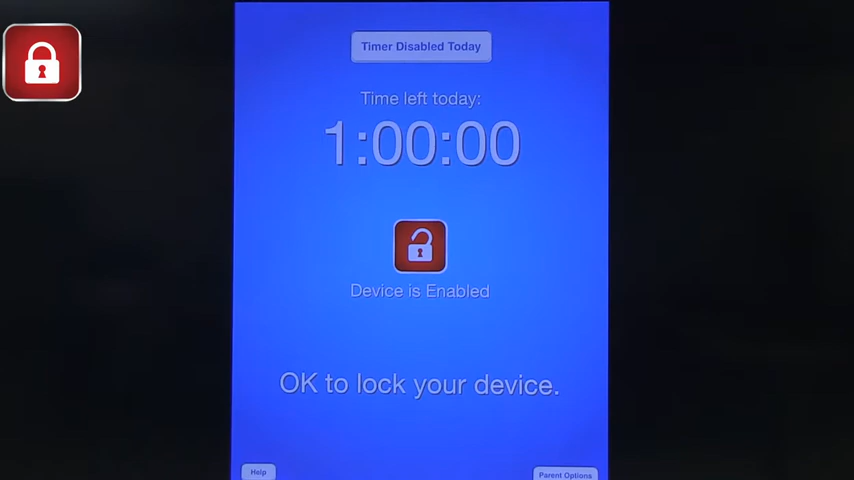 Timer Disabled Today
Time left today:
1:00:00
Device is Enabled
OK to lock your device.
Help
Parent Options